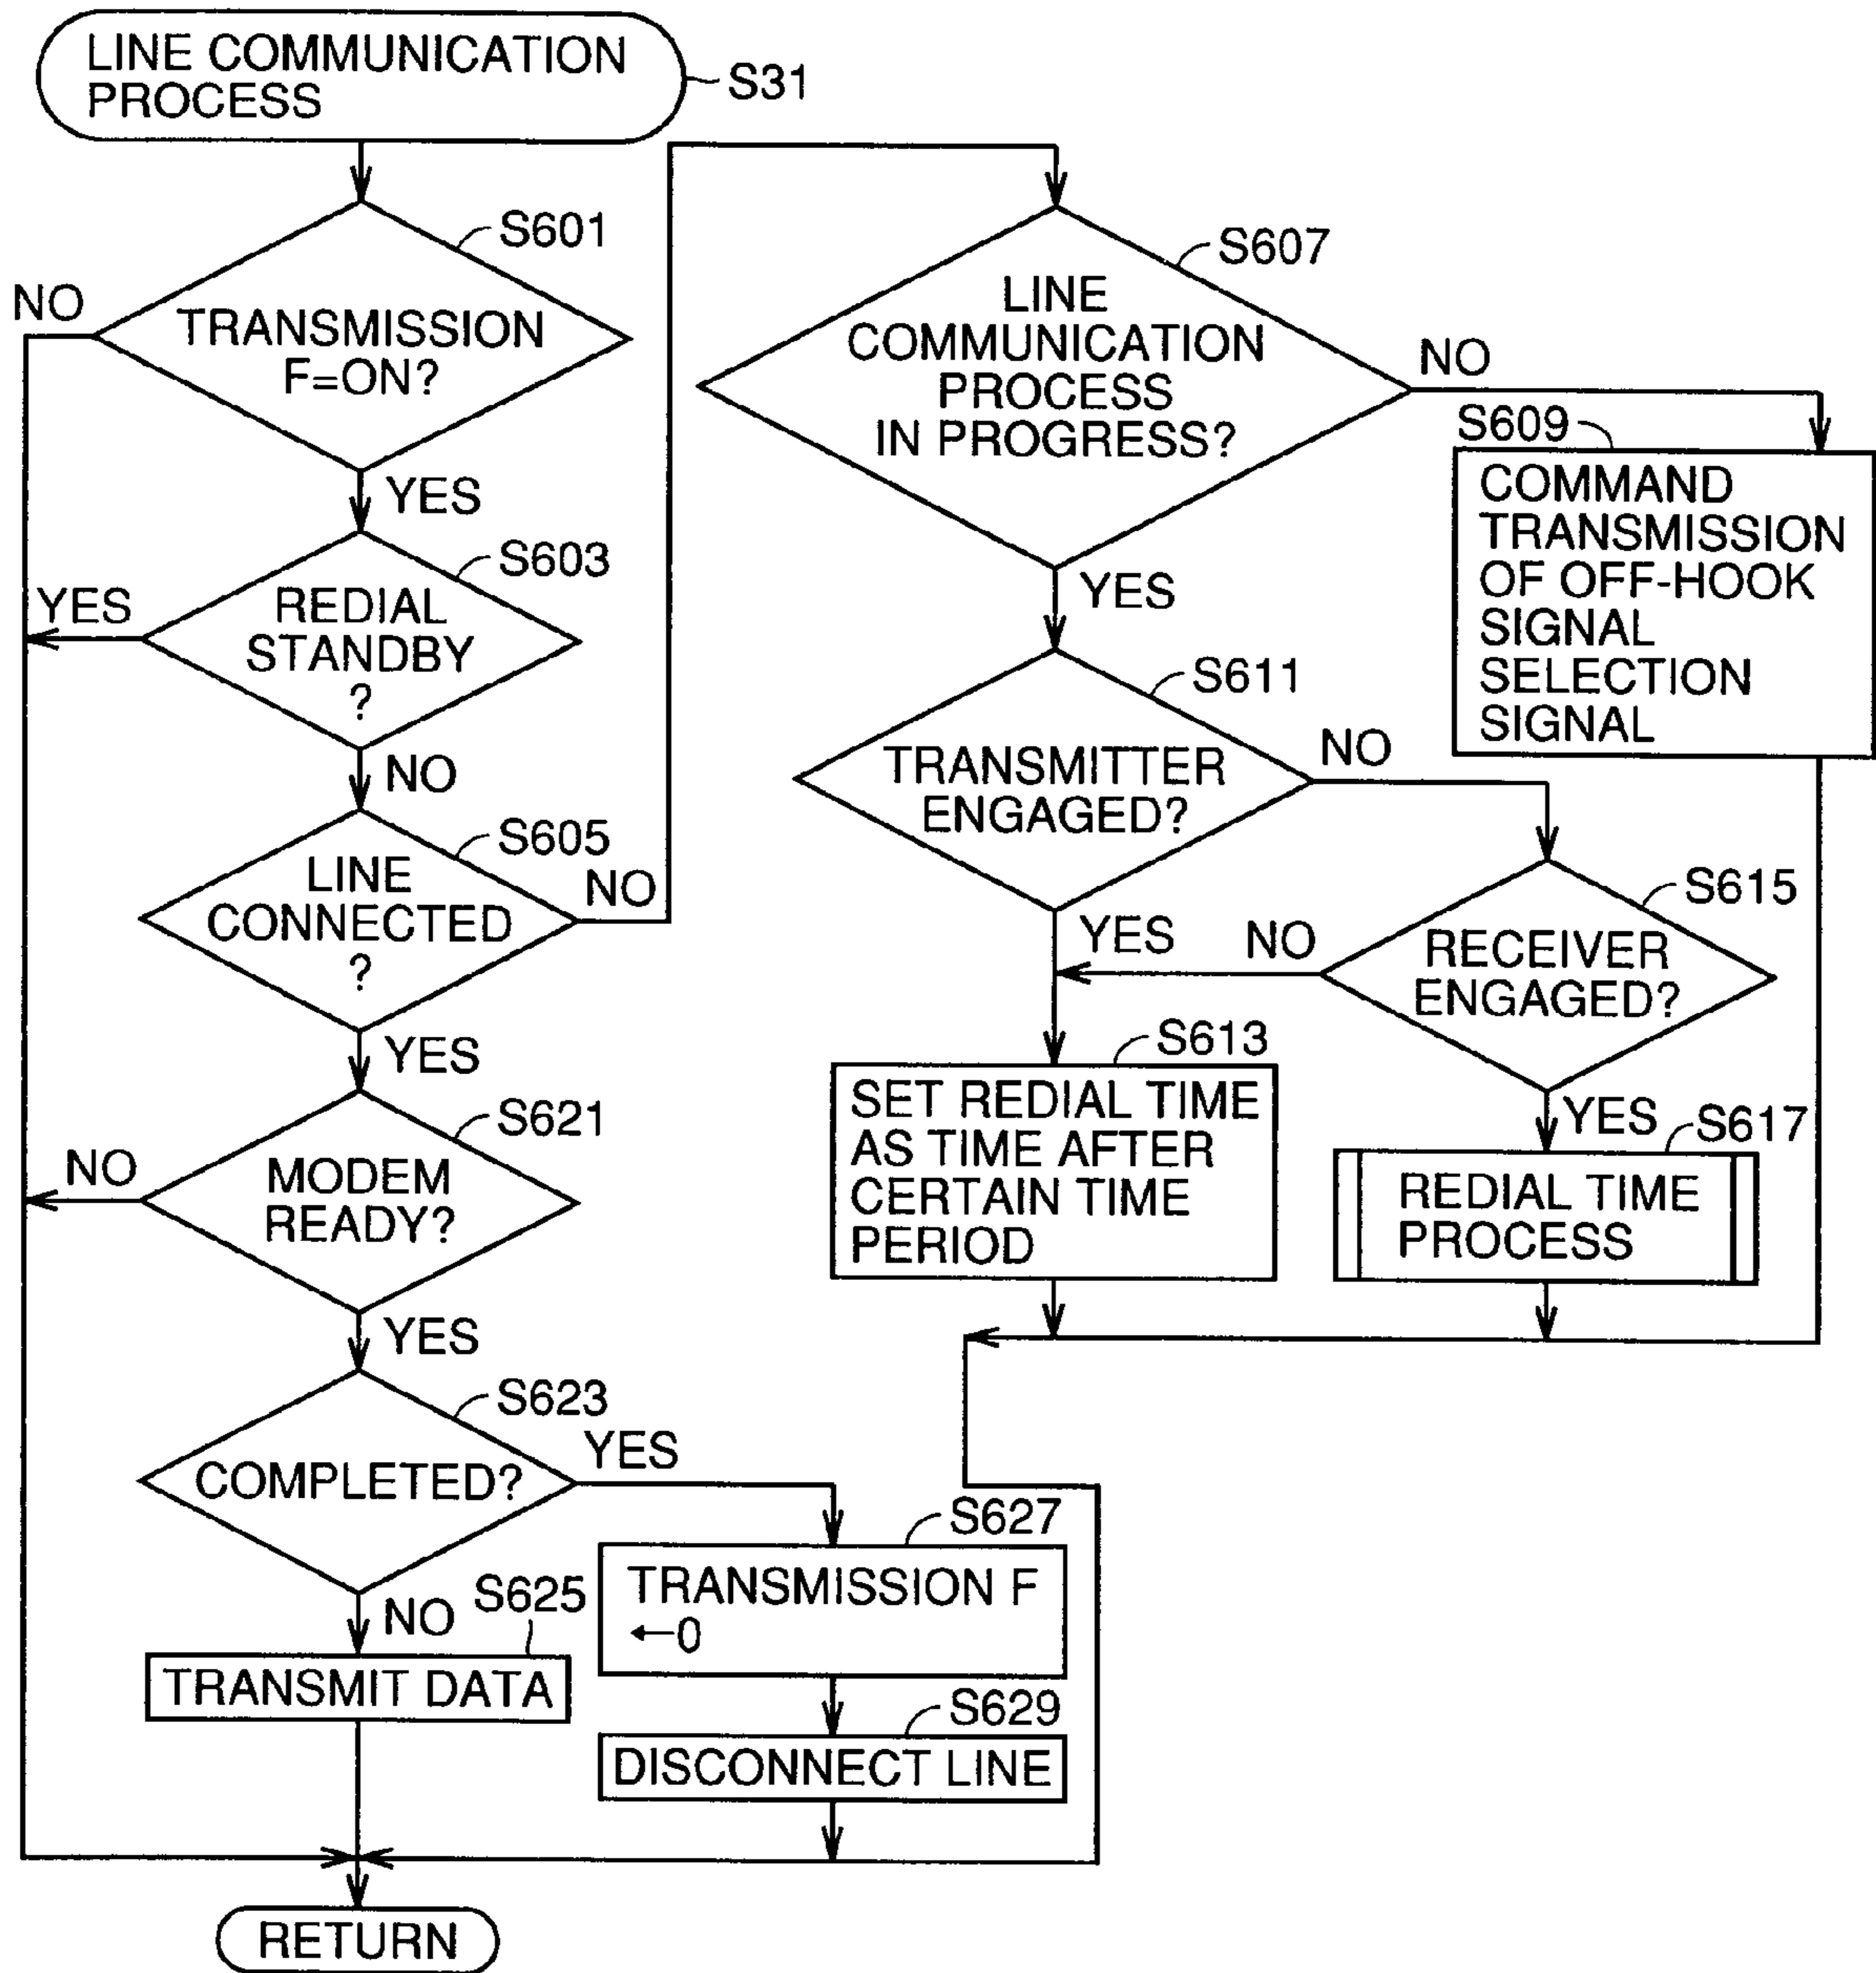 LINE COMMUNICATION
PROCESS
S31
S601
NO
TRANSMISSION
F=ON?
YES
S603
YES
REDIAL
STANDBY
?
NO
S605
LINE
CONNECTED
?
NO
YES
S621
NO
MODEM
READY?
YES
S623
COMPLETED?
YES
NO
S625
TRANSMIT DATA
S627
TRANSMISSION F
←0
S629
DISCONNECT LINE
RETURN
S607
LINE
COMMUNICATION
PROCESS
IN PROGRESS?
NO
YES
S609
COMMAND
TRANSMISSION
OF OFF-HOOK
SIGNAL
SELECTION
SIGNAL
S611
TRANSMITTER
ENGAGED?
NO
YES
S615
NO
RECEIVER
ENGAGED?
YES
S613
SET REDIAL TIME
AS TIME AFTER
CERTAIN TIME
PERIOD
S617
REDIAL TIME
PROCESS